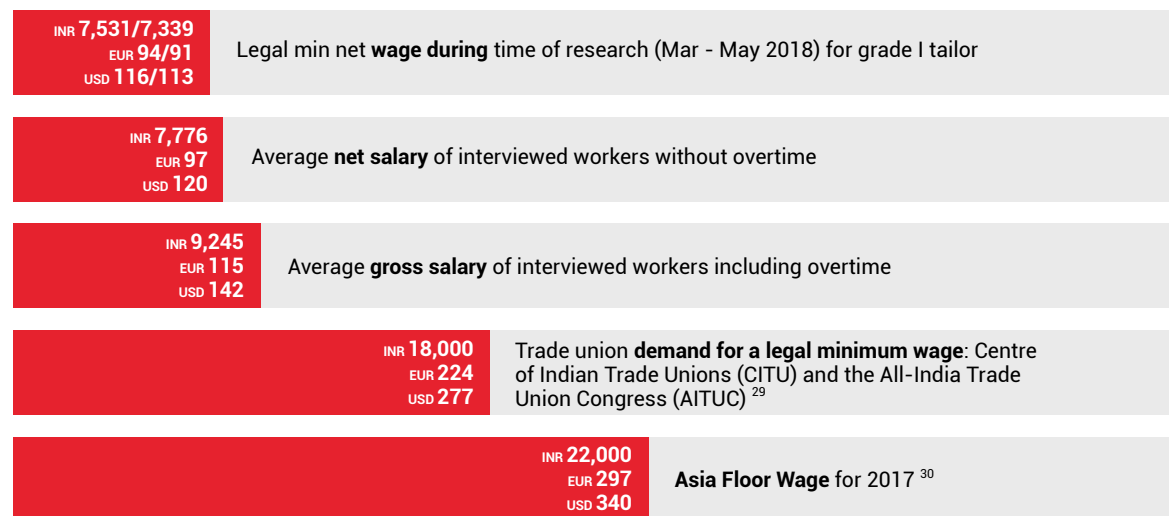 INR 7,531/7,339
EUR 94/91
USD 116/113
Legal min net wage during time of research (Mar - May 2018) for grade I tailor
INR 7,776
EUR 97
USD 120
Average net salary of interviewed workers without overtime
INR 9,245
EUR 115
USD 142
Average gross salary of interviewed workers including overtime
INR 18,000
EUR 224
USD 277
Trade union demand for a legal minimum wage: Centre
of Indian Trade Unions (CITU) and the All-India Trade
Union Congress (AITUC) 29
INR 22,000
EUR 297
USD 340
Asia Floor Wage for 2017 30